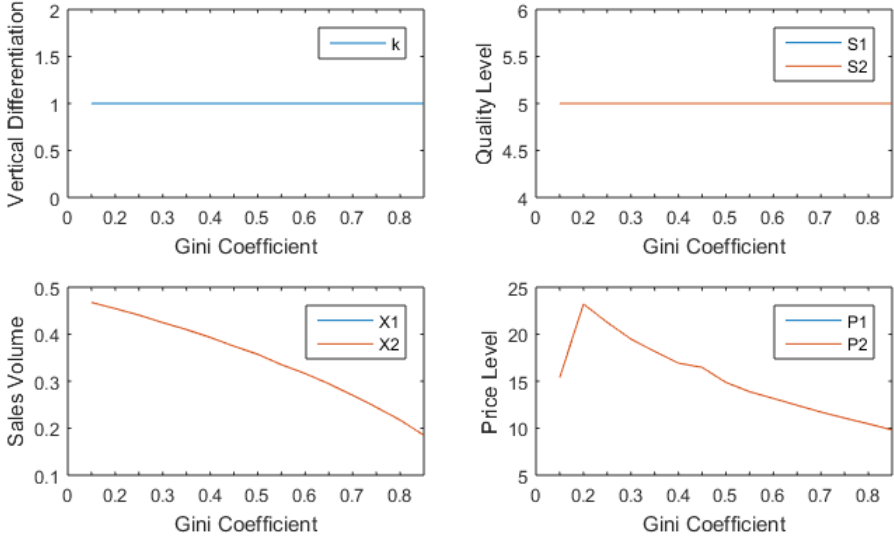 Vertical Differentiation
2
1.5
1
0.5
0
k
0 0.2 0.3 0.4 0.5 0.6 0.7 0.8
Gini Coefficient
Quality Level
6
5.5
5
4.5
4
S1
S2
0 0.2 0.3 0.4 0.5 0.6 0.7 0.8
Gini Coefficient
Sales Volume
0.5
0.4
0.3
0.2
0.1
X1
X2
0 0.2 0.3 0.4 0.5 0.6 0.7 0.8
Gini Coefficient
Price Level
25
20
15
10
5
P1
P2
0 0.2 0.3 0.4 0.5 0.6 0.7 0.8
Gini Coefficient